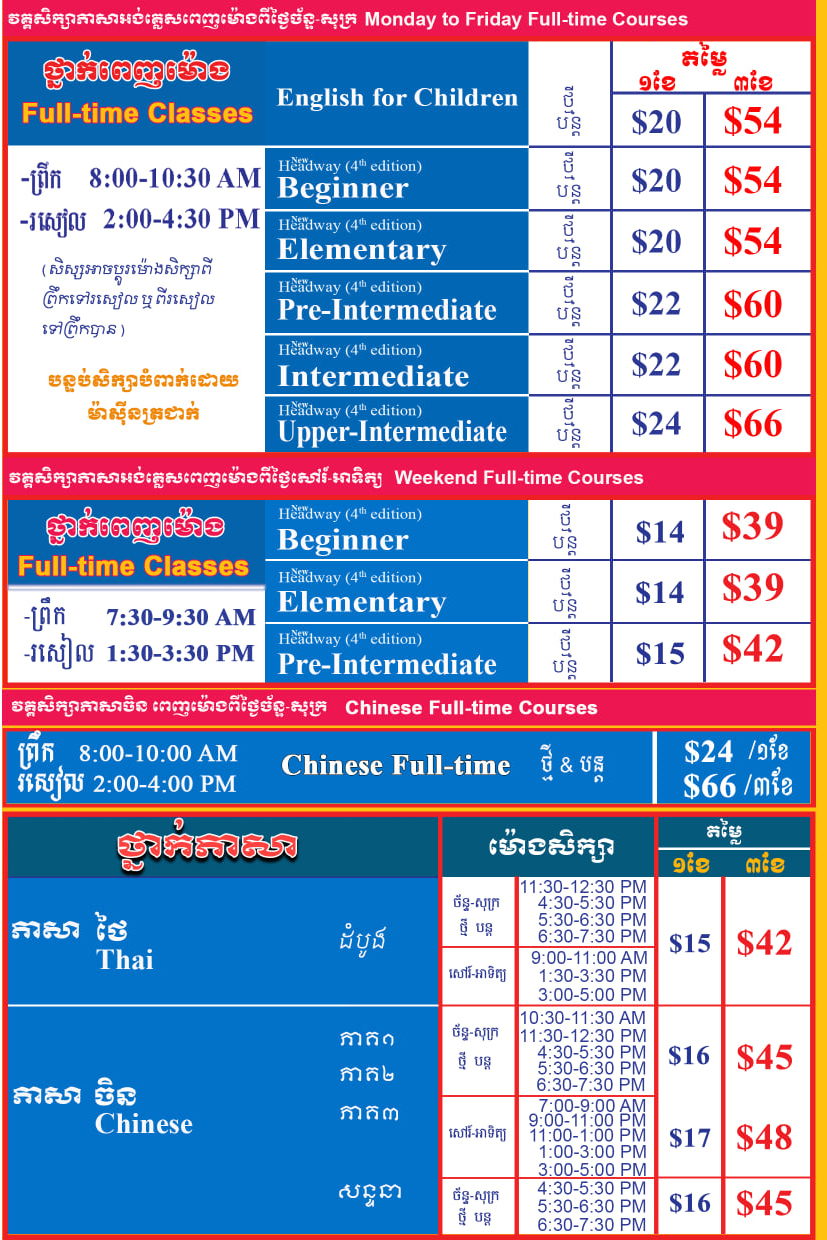 វគ្គសិក្សាភាសាអង់គ្លេសពេញម៉ោងពីថ្ងៃច័ន្ទ-សុក្រ Monday to Friday Full-time Courses
ថ្នាក់ពេញម៉ោង
Full-time Classes
-ព្រឹក 8:00-10:30 AM
-រសៀល 2:00-4:30 PM
(សិស្សអាចប្តូរម៉ោងសិក្សាពី
ព្រឹកទៅរសៀល ឬ ពីរសៀល
ទៅព្រឹកបាន)
បន្ទប់សិក្សាបំពាក់ដោយ
ម៉ាស៊ីនត្រជាក់
តម្លៃ
១ខែ ៣ខែ
English for Children ថ្មី បន្ត $20 $54
New Headway (4th edition)
Beginner ថ្មី បន្ត $20 $54
New Headway (4th edition)
Elementary ថ្មី បន្ត $20 $54
New Headway (4th edition)
Pre-Intermediate ថ្មី បន្ត $22 $60
New Headway (4th edition)
Intermediate ថ្មី បន្ត $22 $60
New Headway (4th edition)
Upper-Intermediate ថ្មី បន្ត $24 $66
វគ្គសិក្សាភាសាអង់គ្លេសពេញម៉ោងពីថ្ងៃសៅរ៍-អាទិត្យ Weekend Full-time Courses
ថ្នាក់ពេញម៉ោង
Full-time Classes
-ព្រឹក 7:30-9:30 AM
-រសៀល 1:30-3:30 PM
New Headway (4th edition)
Beginner ថ្មី បន្ត $14 $39
New Headway (4th edition)
Elementary ថ្មី បន្ត $14 $39
New Headway (4th edition)
Pre-Intermediate ថ្មី បន្ត $15 $42
វគ្គសិក្សាភាសាចិន ពេញម៉ោងពីថ្ងៃច័ន្ទ-សុក្រ Chinese Full-time Courses
ព្រឹក 8:00-10:00 AM
រសៀល 2:00-4:00 PM
Chinese Full-time ថ្មី & បន្ត
$24 /១ខែ
$66 /៣ខែ
ថ្នាក់ភាសា ម៉ោងសិក្សា តម្លៃ
១ខែ ៣ខែ
ភាសា ថៃ
Thai
ដំបូង
ច័ន្ទ-សុក្រ
ថ្មី បន្ត
11:30-12:30 PM
4:30-5:30 PM
5:30-6:30 PM
6:30-7:30 PM
សៅរ៍-អាទិត្យ
9:00-11:00 AM
1:30-3:30 PM
3:00-5:00 PM
$15 $42
ភាសា ចិន
Chinese
ភាគ១
ភាគ២
ភាគ៣
សន្ទនា
ច័ន្ទ-សុក្រ
ថ្មី បន្ត
10:30-11:30 AM
11:30-12:30 PM
4:30-5:30 PM
5:30-6:30 PM
6:30-7:30 PM
$16 $45
សៅរ៍-អាទិត្យ
7:00-9:00 AM
9:00-11:00 PM
11:00-1:00 PM
1:00-3:00 PM
3:00-5:00 PM
$17 $48
ច័ន្ទ-សុក្រ
ថ្មី បន្ត
4:30-5:30 PM
5:30-6:30 PM
6:30-7:30 PM
$16 $45